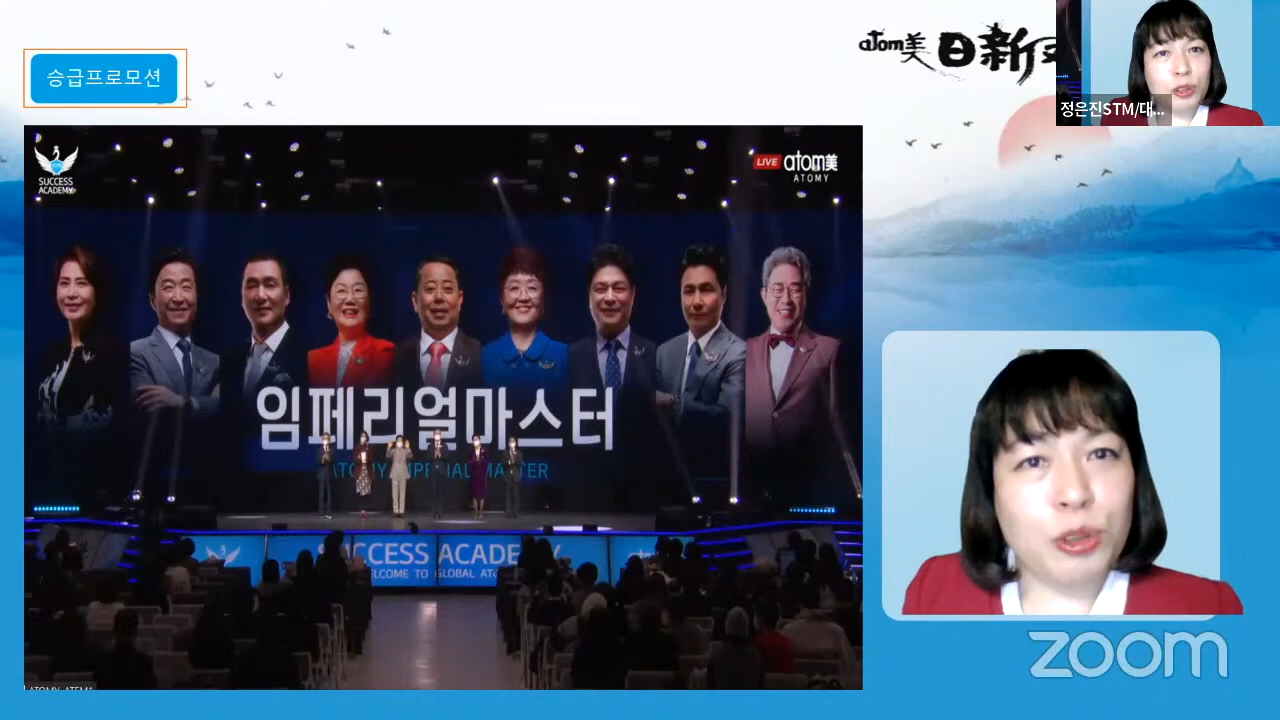 승급프로모션
atom美 日新又
정은진STM/대...
SUCCESS
ACADEMY
LIVE atom美
ATOMY
임페리얼마스터
ATOMY IMPERIAL MASTER
SUCCESS ACADEMY
WELCOME TO GLOBAL ATO
zoom